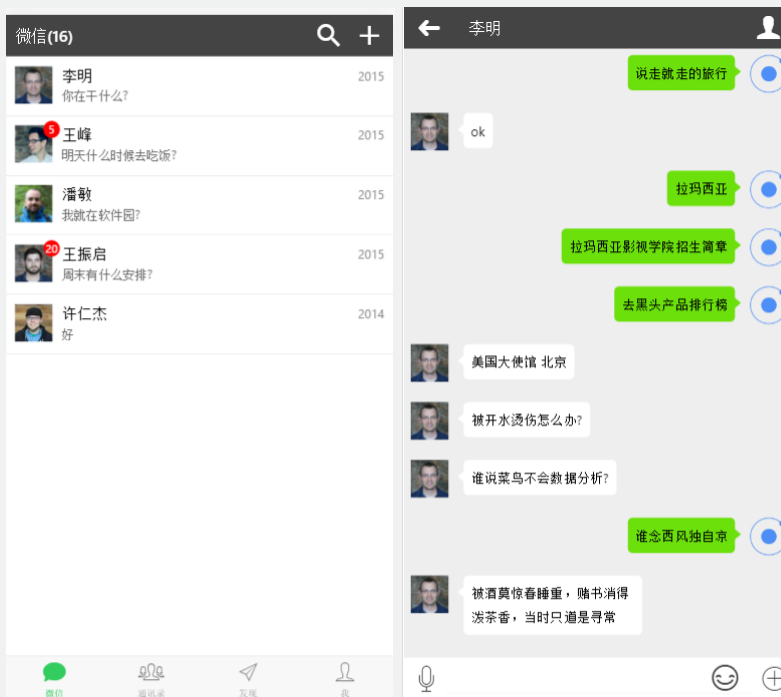 微信(16)
李明
2015
你在干什么?
5
王峰
2015
明天什么时候去吃饭?
潘敏
2015
我就在软件园?
20
王振启
2015
周末有什么安排?
许仁杰
2014
好
微信
通讯录
发现
我
李明
说走就走的旅行
ok
拉玛西亚
拉玛西亚影视学院招生简章
去黑头产品排行榜
美国大使馆 北京
被开水烫伤怎么办?
谁说菜鸟不会数据分析?
谁念西风独自凉
被酒莫惊春睡重，赌书消得
泼茶香，当时只道是寻常